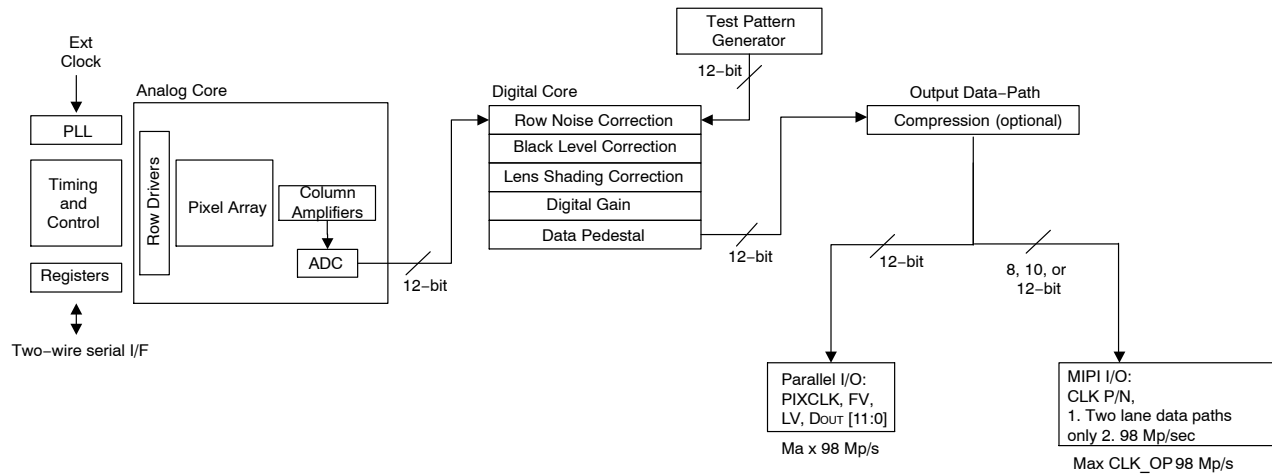 Test Pattern
Generator
12−bit
Ext
Clock
PLL
Timing
and
Control
Registers
Two−wire serial I/F
Analog Core
Row Drivers
Pixel Array
Column
Amplifiers
ADC
12−bit
Digital Core
Row Noise Correction
Black Level Correction
Lens Shading Correction
Digital Gain
Data Pedestal
12−bit
Output Data−Path
Compression (optional)
12−bit
8, 10, or
12−bit
Parallel I/O:
PIXCLK, FV,
LV, DOUT [11:0]
Ma x 98 Mp/s
MIPI I/O:
CLK P/N,
1. Two lane data paths
only 2. 98 Mp/sec
Max CLK_OP 98 Mp/s